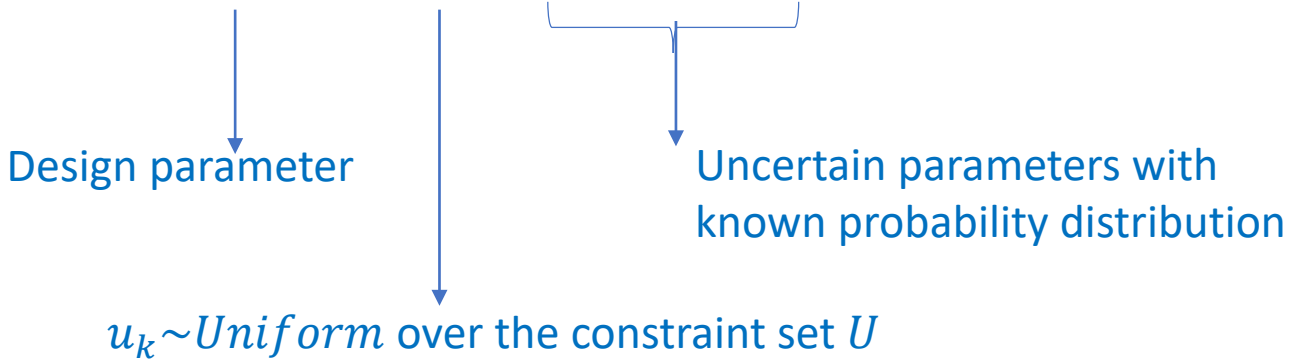 Design parameter
Uncertain parameters with
known probability distribution
u_k~Uniform over the constraint set U